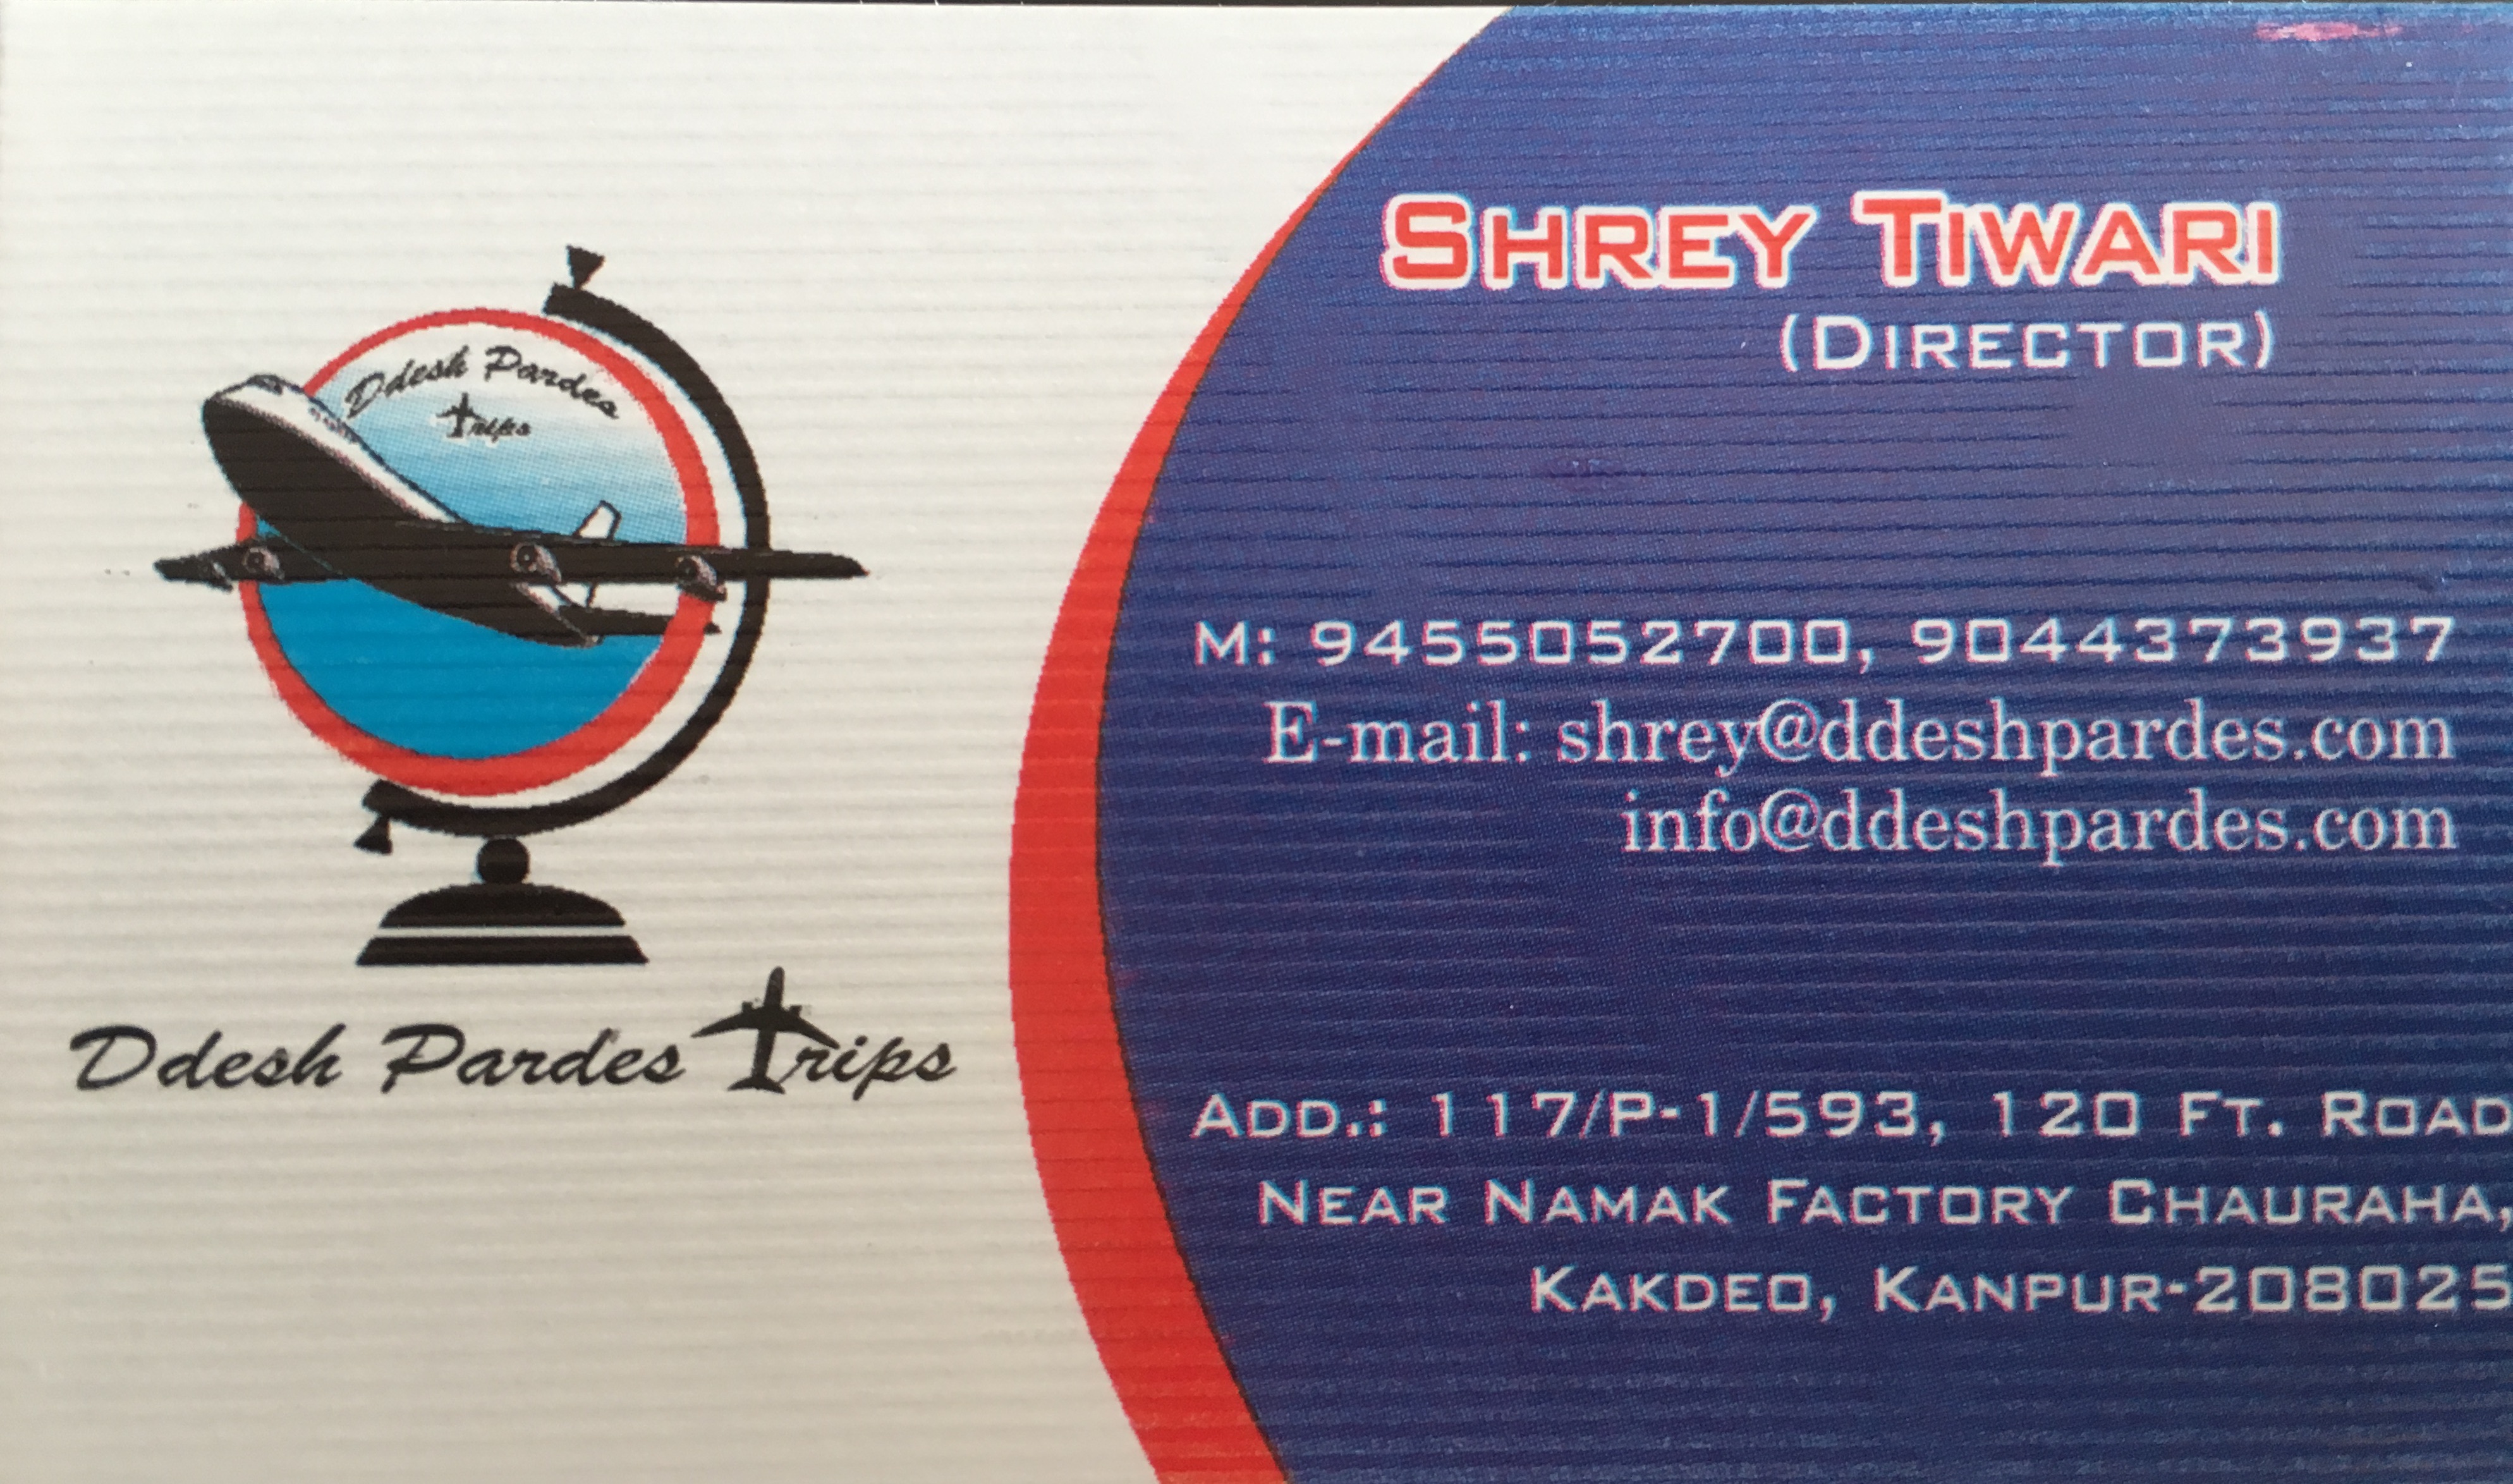 Ddesh Pardes
Trips
Ddesh Pardes Trips
SHREY TIWARI
(DIRECTOR)
M: 9455052700, 9044373937
E-mail: shrey@ddeshpardes.com
info@ddeshpardes.com
ADD.: 117/P-1/593, 120 FT. ROAD
NEAR NAMAK FACTORY CHAURAHA,
KAKDEO, KANPUR-208025